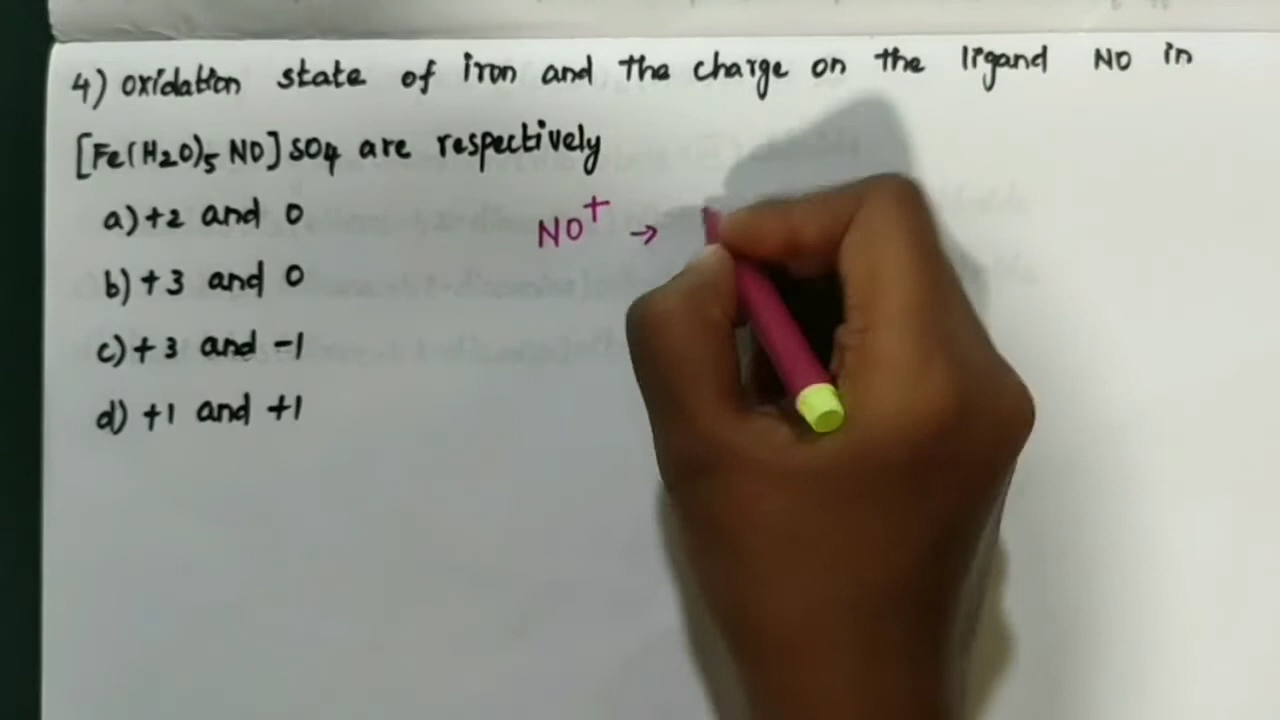 4) oxidation state of iron and the charge on the ligand NO in
[Fe(H2O)5 NO] SO4 are respectively
a) +2 and 0
NO+ →
b) +3 and 0
c) +3 and -1
d) +1 and +1